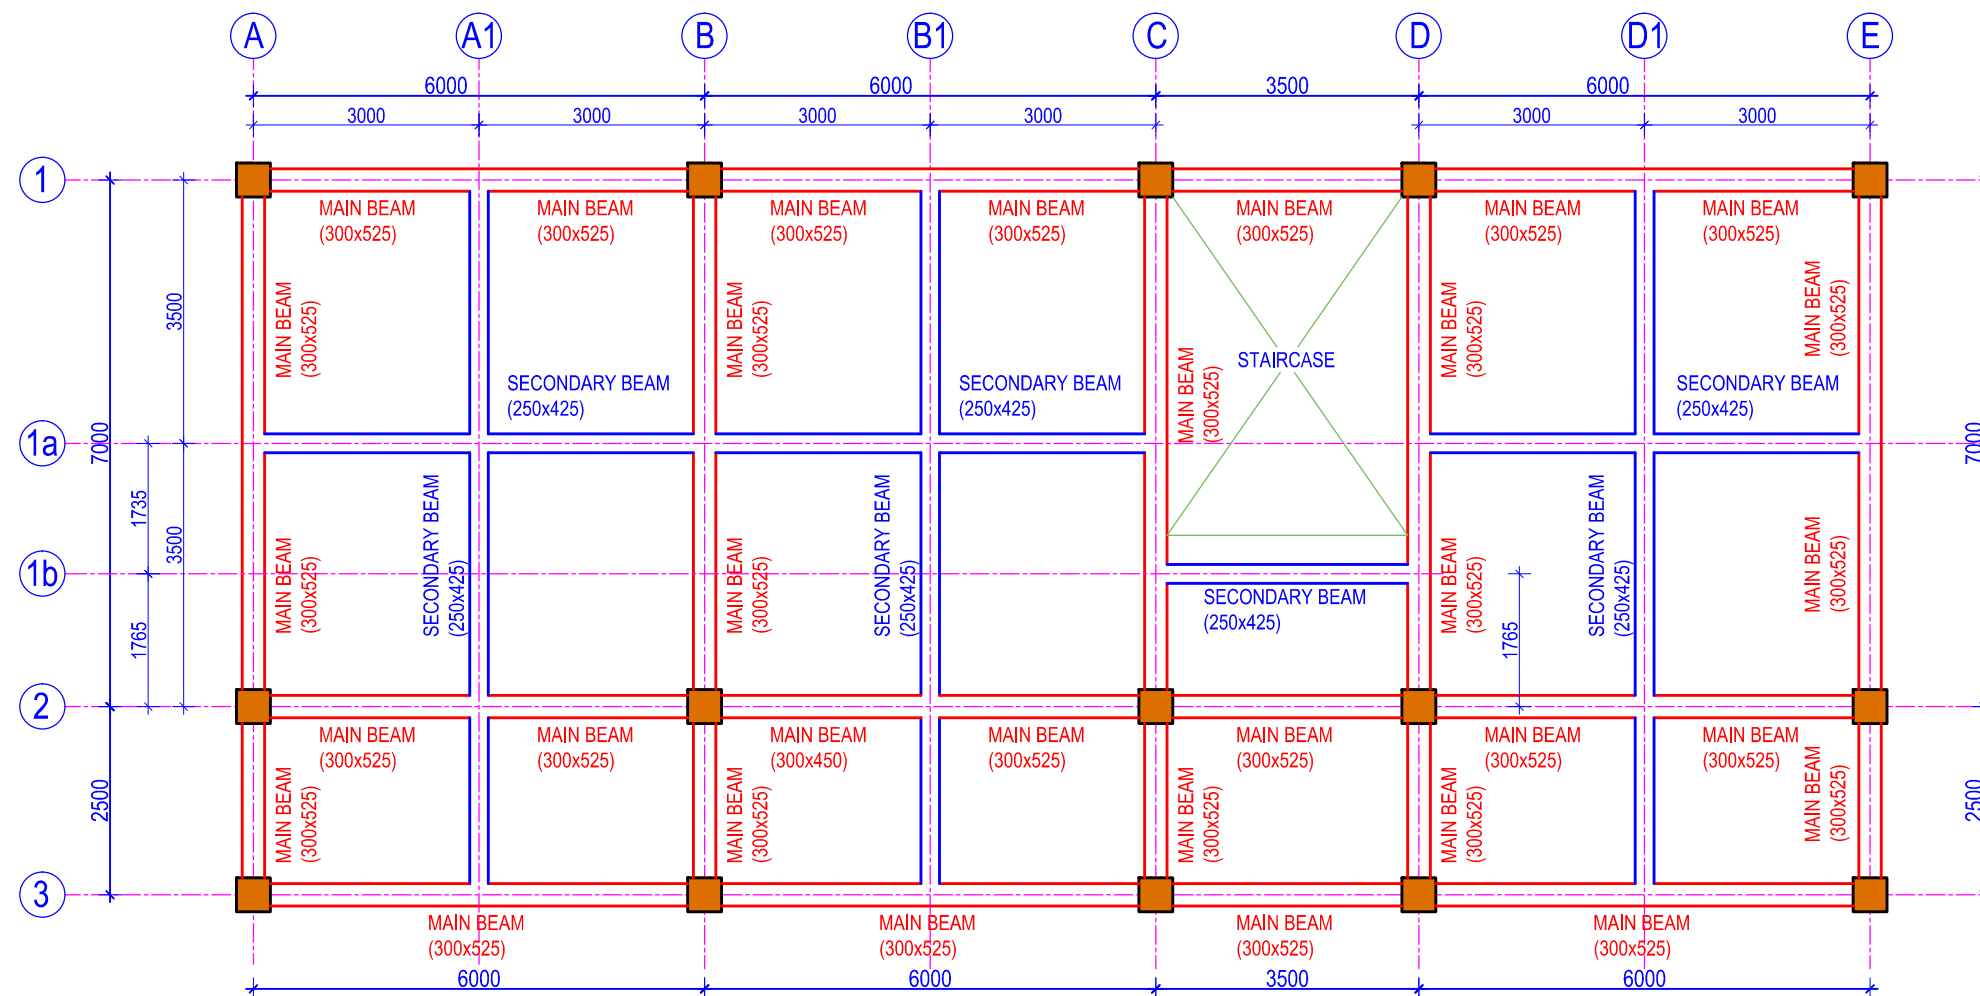 A A1 B B1 C D D1 E
6000 6000 3500 6000
3000 3000 3000 3000 3000 3000
1
MAIN BEAM MAIN BEAM MAIN BEAM MAIN BEAM MAIN BEAM MAIN BEAM MAIN BEAM
(300x525) (300x525) (300x525) (300x525) (300x525) (300x525) (300x525)
3500
MAIN BEAM
(300x525)
MAIN BEAM
(300x525)
MAIN BEAM
(300x525)
STAIRCASE
MAIN BEAM
(300x525)
MAIN BEAM
(300x525)
SECONDARY BEAM
(250x425)
SECONDARY BEAM
(250x425)
SECONDARY BEAM
(250x425)
1a
7000
7000
1735
3500
1765
MAIN BEAM
(300x525)
SECONDARY BEAM
(250x425)
MAIN BEAM
(300x525)
SECONDARY BEAM
(250x425)
MAIN BEAM
(300x525)
SECONDARY BEAM
(250x425)
MAIN BEAM
(300x525)
1b
SECONDARY BEAM
(250x425)
1765
2
MAIN BEAM MAIN BEAM MAIN BEAM MAIN BEAM MAIN BEAM MAIN BEAM MAIN BEAM
(300x525) (300x525) (300x450) (300x525) (300x525) (300x525) (300x525)
2500
MAIN BEAM
(300x525)
MAIN BEAM
(300x525)
MAIN BEAM
(300x525)
MAIN BEAM
(300x525)
MAIN BEAM
(300x525)
2500
3
MAIN BEAM MAIN BEAM MAIN BEAM MAIN BEAM
(300x525) (300x525) (300x525) (300x525)
6000 6000 3500 6000